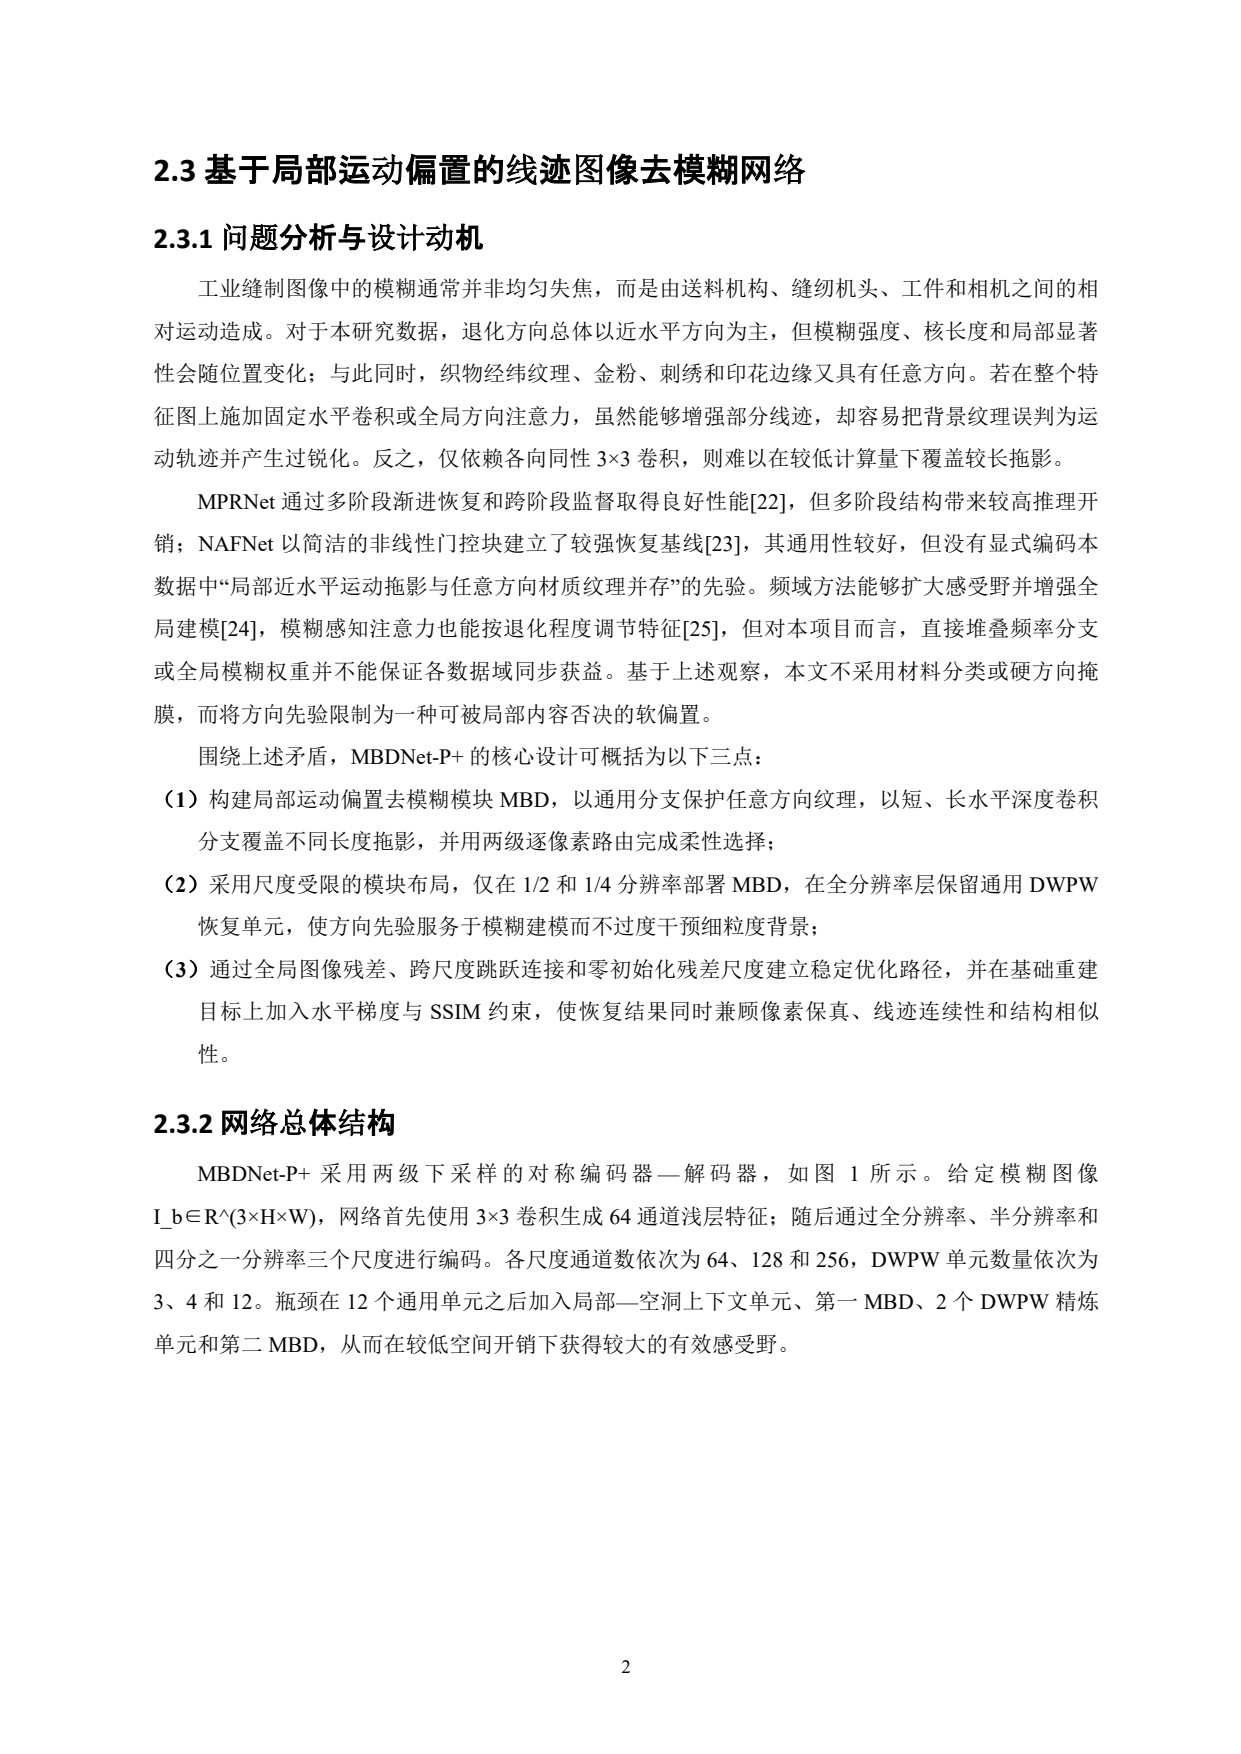 2.3 基于局部运动偏置的线迹图像去模糊网络
2.3.1 问题分析与设计动机
工业缝制图像中的模糊通常并非均匀失焦，而是由送料机构、缝纫机头、工件和相机之间的相
对运动造成。对于本研究数据，退化方向总体以近水平方向为主，但模糊强度、核长度和局部显著
性会随位置变化；与此同时，织物经纬纹理、金粉、刺绣和印花边缘又具有任意方向。若在整个特
征图上施加固定水平卷积或全局方向注意力，虽然能够增强部分线迹，却容易把背景纹理误判为运
动轨迹并产生过锐化。反之，仅依赖各向同性 3×3 卷积，则难以在较低计算量下覆盖较长拖影。
MPRNet 通过多阶段渐进恢复和跨阶段监督取得良好性能[22]，但多阶段结构带来较高推理开
销；NAFNet 以简洁的非线性门控块建立了较强恢复基线[23]，其通用性较好，但没有显式编码本
数据中“局部近水平运动拖影与任意方向材质纹理并存”的先验。频域方法能够扩大感受野并增强全
局建模[24]，模糊感知注意力也能按退化程度调节特征[25]，但对本项目而言，直接堆叠频率分支
或全局模糊权重并不能保证各数据域同步获益。基于上述观察，本文不采用材料分类或硬方向掩
膜，而将方向先验限制为一种可被局部内容否决的软偏置。
围绕上述矛盾，MBDNet-P+ 的核心设计可概括为以下三点：
（1）构建局部运动偏置去模糊模块 MBD，以通用分支保护任意方向纹理，以短、长水平深度卷积
分支覆盖不同长度拖影，并用两级逐像素路由完成柔性选择；
（2）采用尺度受限的模块布局，仅在 1/2 和 1/4 分辨率部署 MBD，在全分辨率层保留通用 DWPW
恢复单元，使方向先验服务于模糊建模而不过度干预细粒度背景；
（3）通过全局图像残差、跨尺度跳跃连接和零初始化残差尺度建立稳定优化路径，并在基础重建
目标上加入水平梯度与 SSIM 约束，使恢复结果同时兼顾像素保真、线迹连续性和结构相似
性。
2.3.2 网络总体结构
MBDNet-P+ 采用两级下采样的对称编码器—解码器，如图 1 所示。给定模糊图像
I_b∈R^(3×H×W)，网络首先使用 3×3 卷积生成 64 通道浅层特征；随后通过全分辨率、半分辨率和
四分之一分辨率三个尺度进行编码。各尺度通道数依次为 64、128 和 256，DWPW 单元数量依次为
3、4 和 12。瓶颈在 12 个通用单元之后加入局部—空洞上下文单元、第一 MBD、2 个 DWPW 精炼
单元和第二 MBD，从而在较低空间开销下获得较大的有效感受野。
2